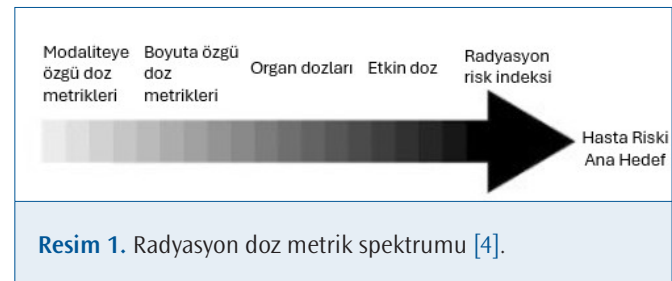 Modaliteye
özgü doz
metrikleri
Boyuta özgü
doz
metrikleri
Organ dozları
Etkin doz
Radyasyon
risk indeksi
Hasta Riski
Ana Hedef
Resim 1. Radyasyon doz metrik spektrumu [4].